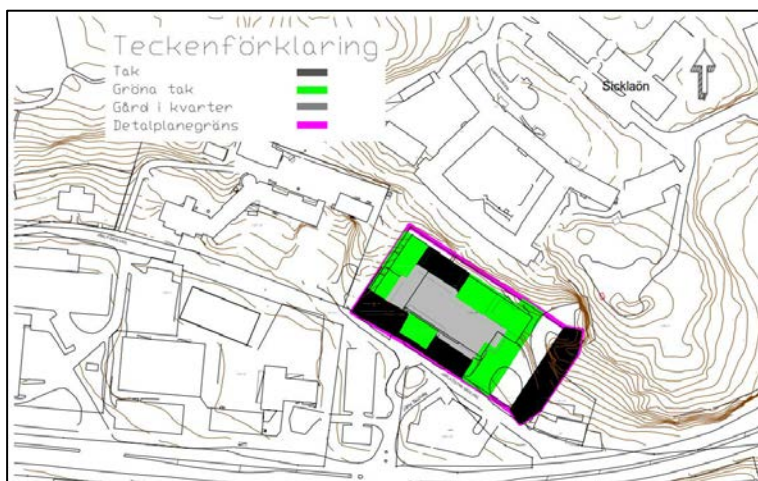 Teckenförklaring
Tak
Gröna tak
Gård i kvarter
Detalplanegräns
Sicklaön